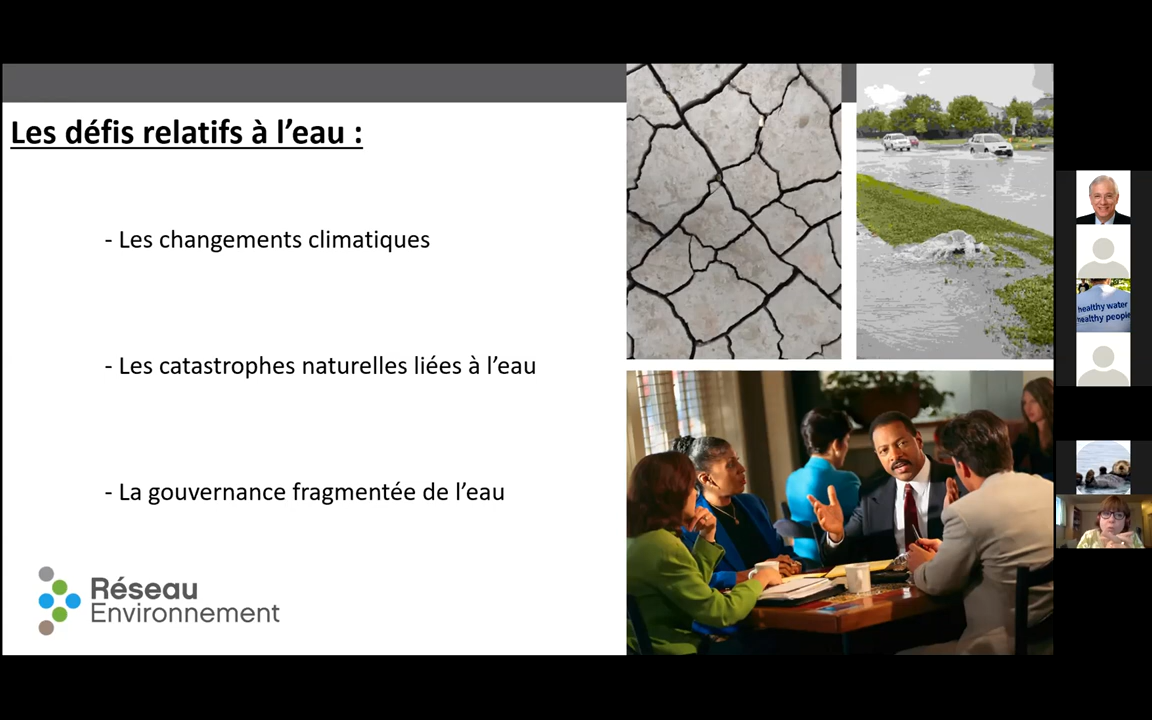 Les défis relatifs à l’eau :
- Les changements climatiques
- Les catastrophes naturelles liées à l’eau
- La gouvernance fragmentée de l’eau
Réseau
Environnement
healthy water
healthy people